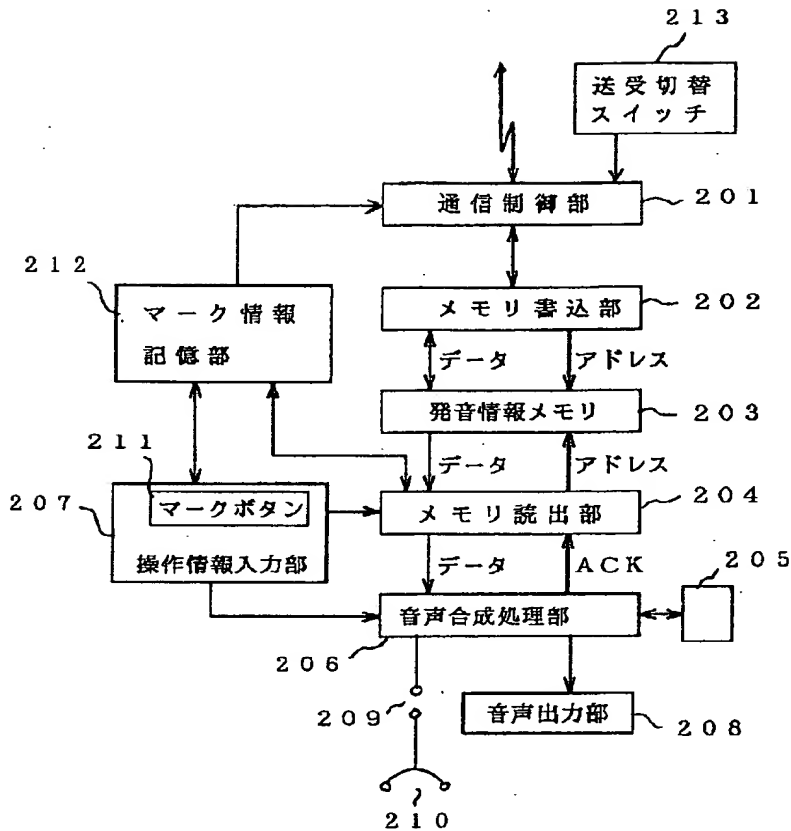 ２１３
送受切替
スイッチ
通信制御部
２０１
２１２
マーク情報
記憶部
メモリ書込部
２０２
データ
アドレス
発音情報メモリ
２０３
２１１
データ
アドレス
２０７
マークボタン
メモリ読出部
２０４
操作情報入力部
データ
ＡＣＫ
２０５
音声合成処理部
２０６
２０９
音声出力部
２０８
２１０